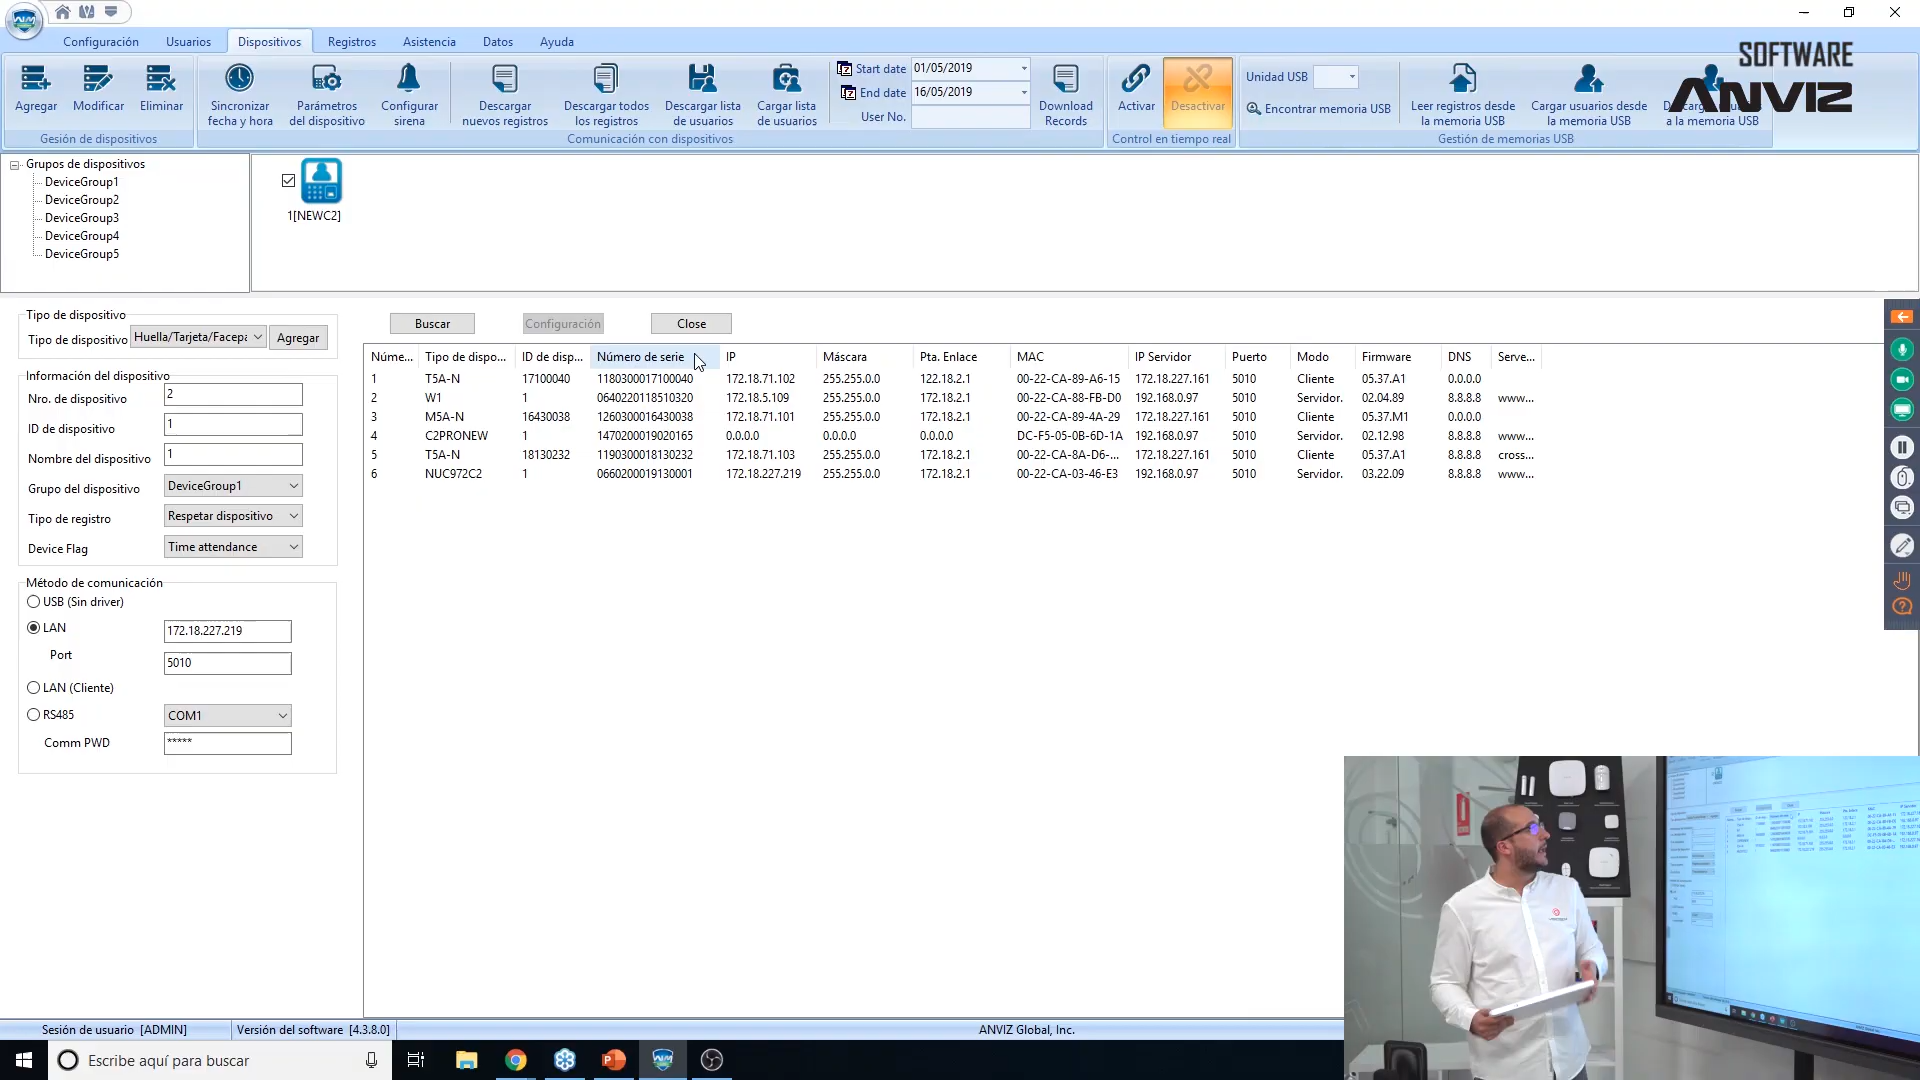 Configuración Usuarios Dispositivos Registros Asistencia Datos Ayuda
SOFTWARE
ANVIZ
Agregar Modificar Eliminar
Gesión de dispositivos
Sincronizar fecha y hora
Parámetros del dispositivo
Configurar sirena
Descargar nuevos registros
Descargar todos los registros
Descargar lista de usuarios
Cargar lista de usuarios
Start date 01/05/2019
End date 16/05/2019
User No.
Download Records
Comunicación con dispositivos
Activar Desactivar
Control en tiempo real
Unidad USB
Encontrar memoria USB
Leer registros desde la memoria USB
Cargar usuarios desde la memoria USB
a la memoria USB
Gestión de memorias USB
Grupos de dispositivos
DeviceGroup1
DeviceGroup2
DeviceGroup3
DeviceGroup4
DeviceGroup5
1[NEWC2]
Tipo de dispositivo
Tipo de dispositivo Huella/Tarjeta/Facepa Agregar
Información del dispositivo
Nro. de dispositivo 2
ID de dispositivo 1
Nombre del dispositivo 1
Grupo del dispositivo DeviceGroup1
Tipo de registro Respetar dispositivo
Device Flag Time attendance
Método de comunicación
USB (Sin driver)
LAN 172.18.227.219
Port 5010
LAN (Cliente)
RS485 COM1
Comm PWD *****
Buscar Configuración Close
Núme... Tipo de dispo... ID de disp... Número de serie IP Máscara Pta. Enlace MAC IP Servidor Puerto Modo Firmware DNS Serve...
1 T5A-N 17100040 1180300017100040 172.18.71.102 255.255.0.0 122.18.2.1 00-22-CA-89-A6-15 172.18.227.161 5010 Cliente 05.37.A1 0.0.0.0
2 W1 1 0640220118510320 172.18.5.109 255.255.0.0 172.18.2.1 00-22-CA-88-FB-D0 192.168.0.97 5010 Servidor. 02.04.89 8.8.8.8 www...
3 M5A-N 16430038 1260300016430038 172.18.71.101 255.255.0.0 172.18.2.1 00-22-CA-89-4A-29 172.18.227.161 5010 Cliente 05.37.M1 0.0.0.0
4 C2PRONEW 1 1470200019020165 0.0.0.0 0.0.0.0 0.0.0.0 DC-F5-05-0B-6D-1A 192.168.0.97 5010 Servidor. 02.12.98 8.8.8.8 www...
5 T5A-N 18130232 1190300018130232 172.18.71.103 255.255.0.0 172.18.2.1 00-22-CA-8A-D6-... 172.18.227.161 5010 Cliente 05.37.A1 8.8.8.8 cross...
6 NUC972C2 1 0660200019130001 172.18.227.219 255.255.0.0 172.18.2.1 00-22-CA-03-46-E3 192.168.0.97 5010 Servidor. 03.22.09 8.8.8.8 www...
Sesión de usuario [ADMIN] Versión del software [4.3.8.0] ANVIZ Global, Inc.
Escribe aquí para buscar